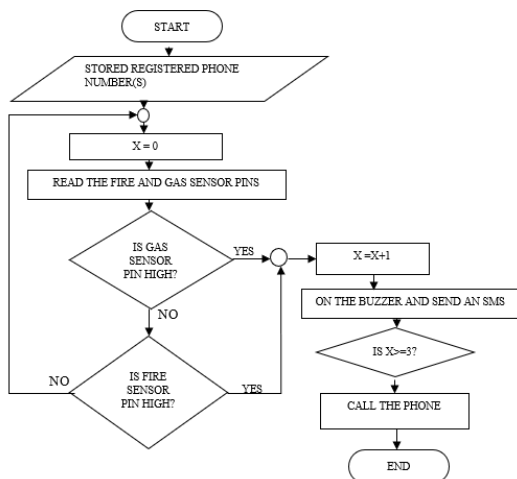 START
STORED REGISTERED PHONE
NUMBER(S)
X = 0
READ THE FIRE AND GAS SENSOR PINS
IS GAS
SENSOR
PIN HIGH?
YES
NO
X =X+1
ON THE BUZZER AND SEND AN SMS
IS X>=3?
NO
IS FIRE
SENSOR
PIN HIGH?
YES
CALL THE PHONE
END